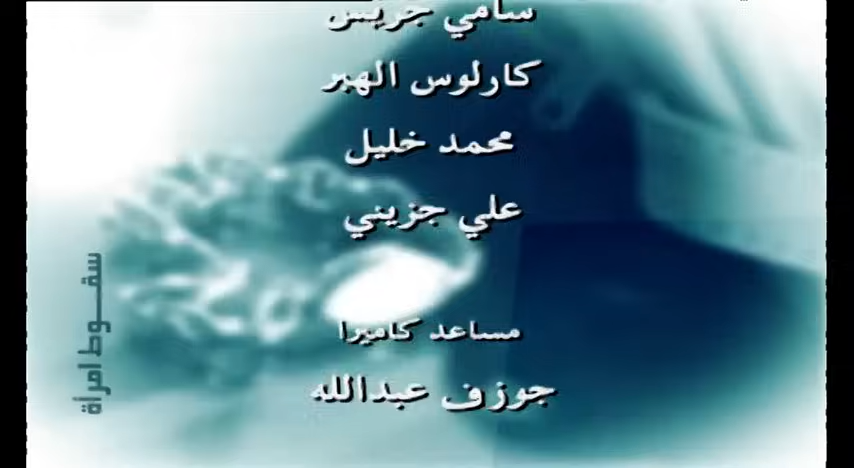 سامي جريس
كارلوس الهبر
محمد خليل
علي جزيني
مساعد كاميرا
جوزف عبدالله
سقوط امرأة